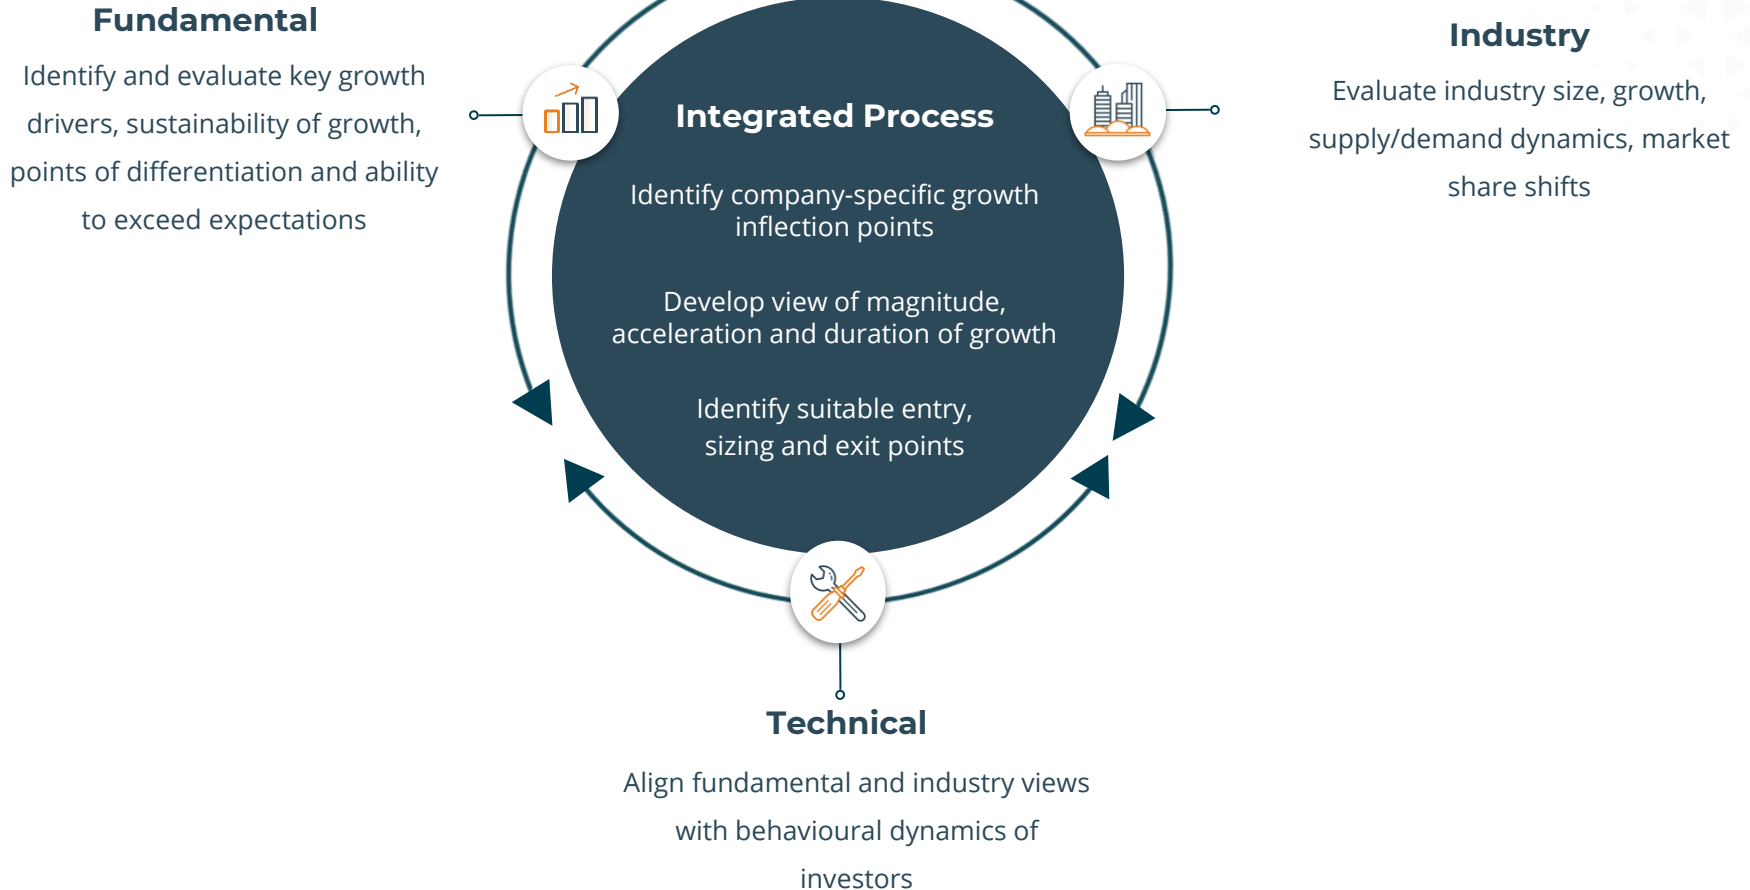 Fundamental
Identify and evaluate key growth
drivers, sustainability of growth,
points of differentiation and ability
to exceed expectations
Integrated Process
Identify company-specific growth
inflection points
Develop view of magnitude,
acceleration and duration of growth
Identify suitable entry,
sizing and exit points
Industry
Evaluate industry size, growth,
supply/demand dynamics, market
share shifts
Technical
Align fundamental and industry views
with behavioural dynamics of
investors